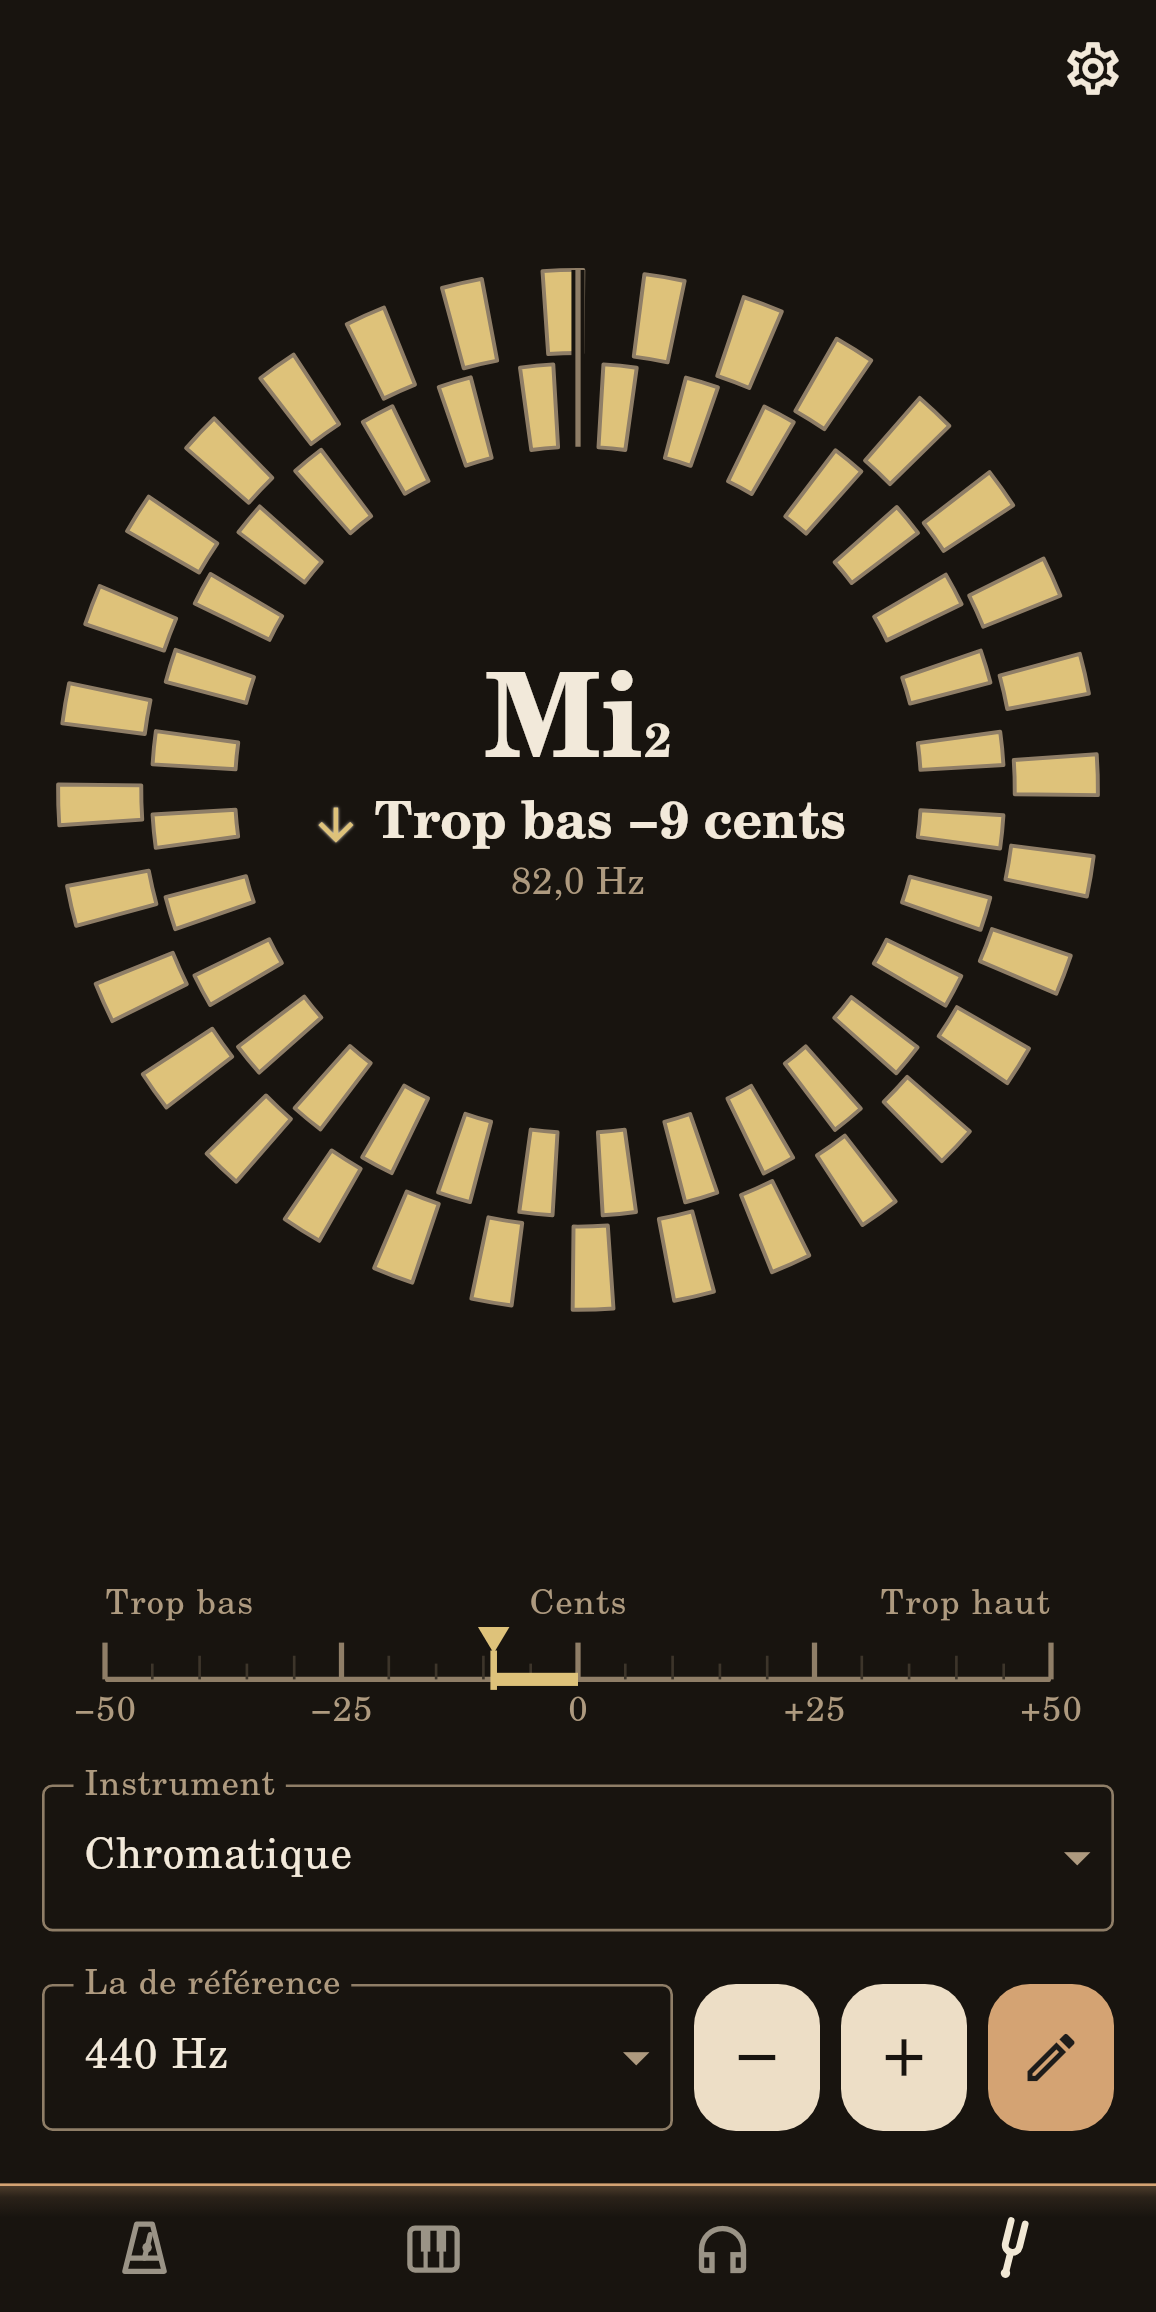 Mi2
↓ Trop bas −9 cents
82,0 Hz
Trop bas Cents Trop haut
−50 −25 0 +25 +50
Instrument
Chromatique
La de référence
440 Hz
− +